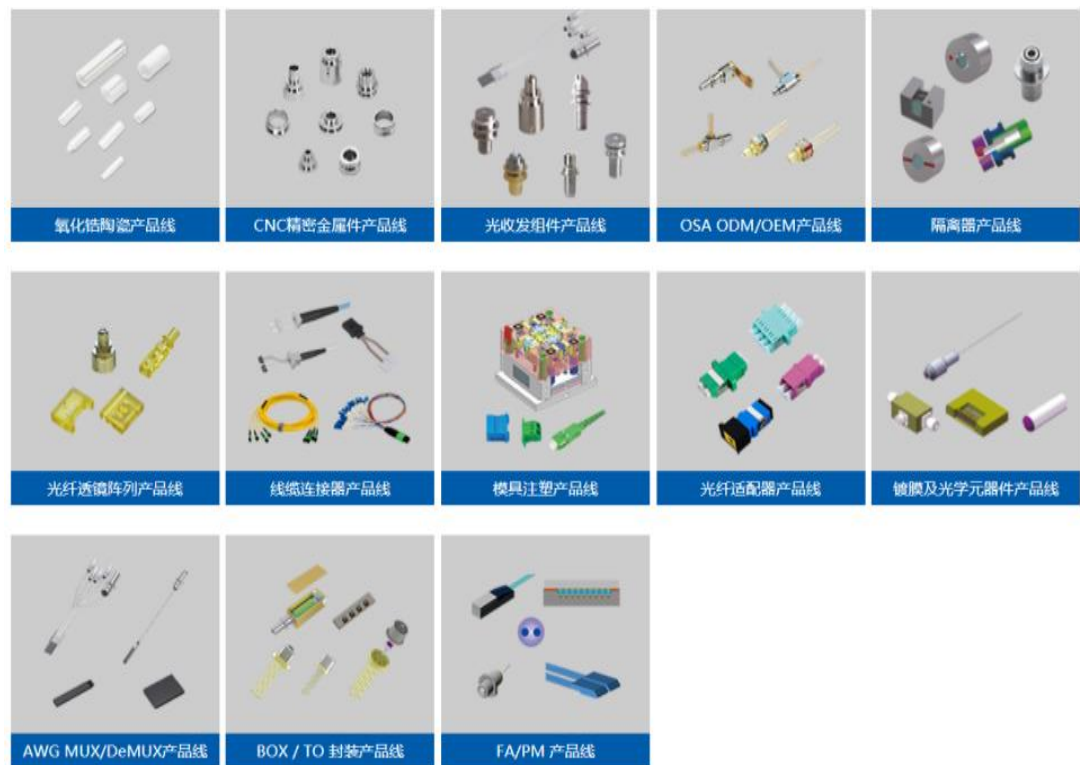 氧化锆陶瓷产品线
CNC精密金属件产品线
光收发组件产品线
OSA ODM/OEM产品线
隔离器产品线
光纤透镜阵列产品线
线缆连接器产品线
模具注塑产品线
光纤适配器产品线
镀膜及光学元器件产品线
AWG MUX/DeMUX产品线
BOX / TO 封装产品线
FA/PM 产品线